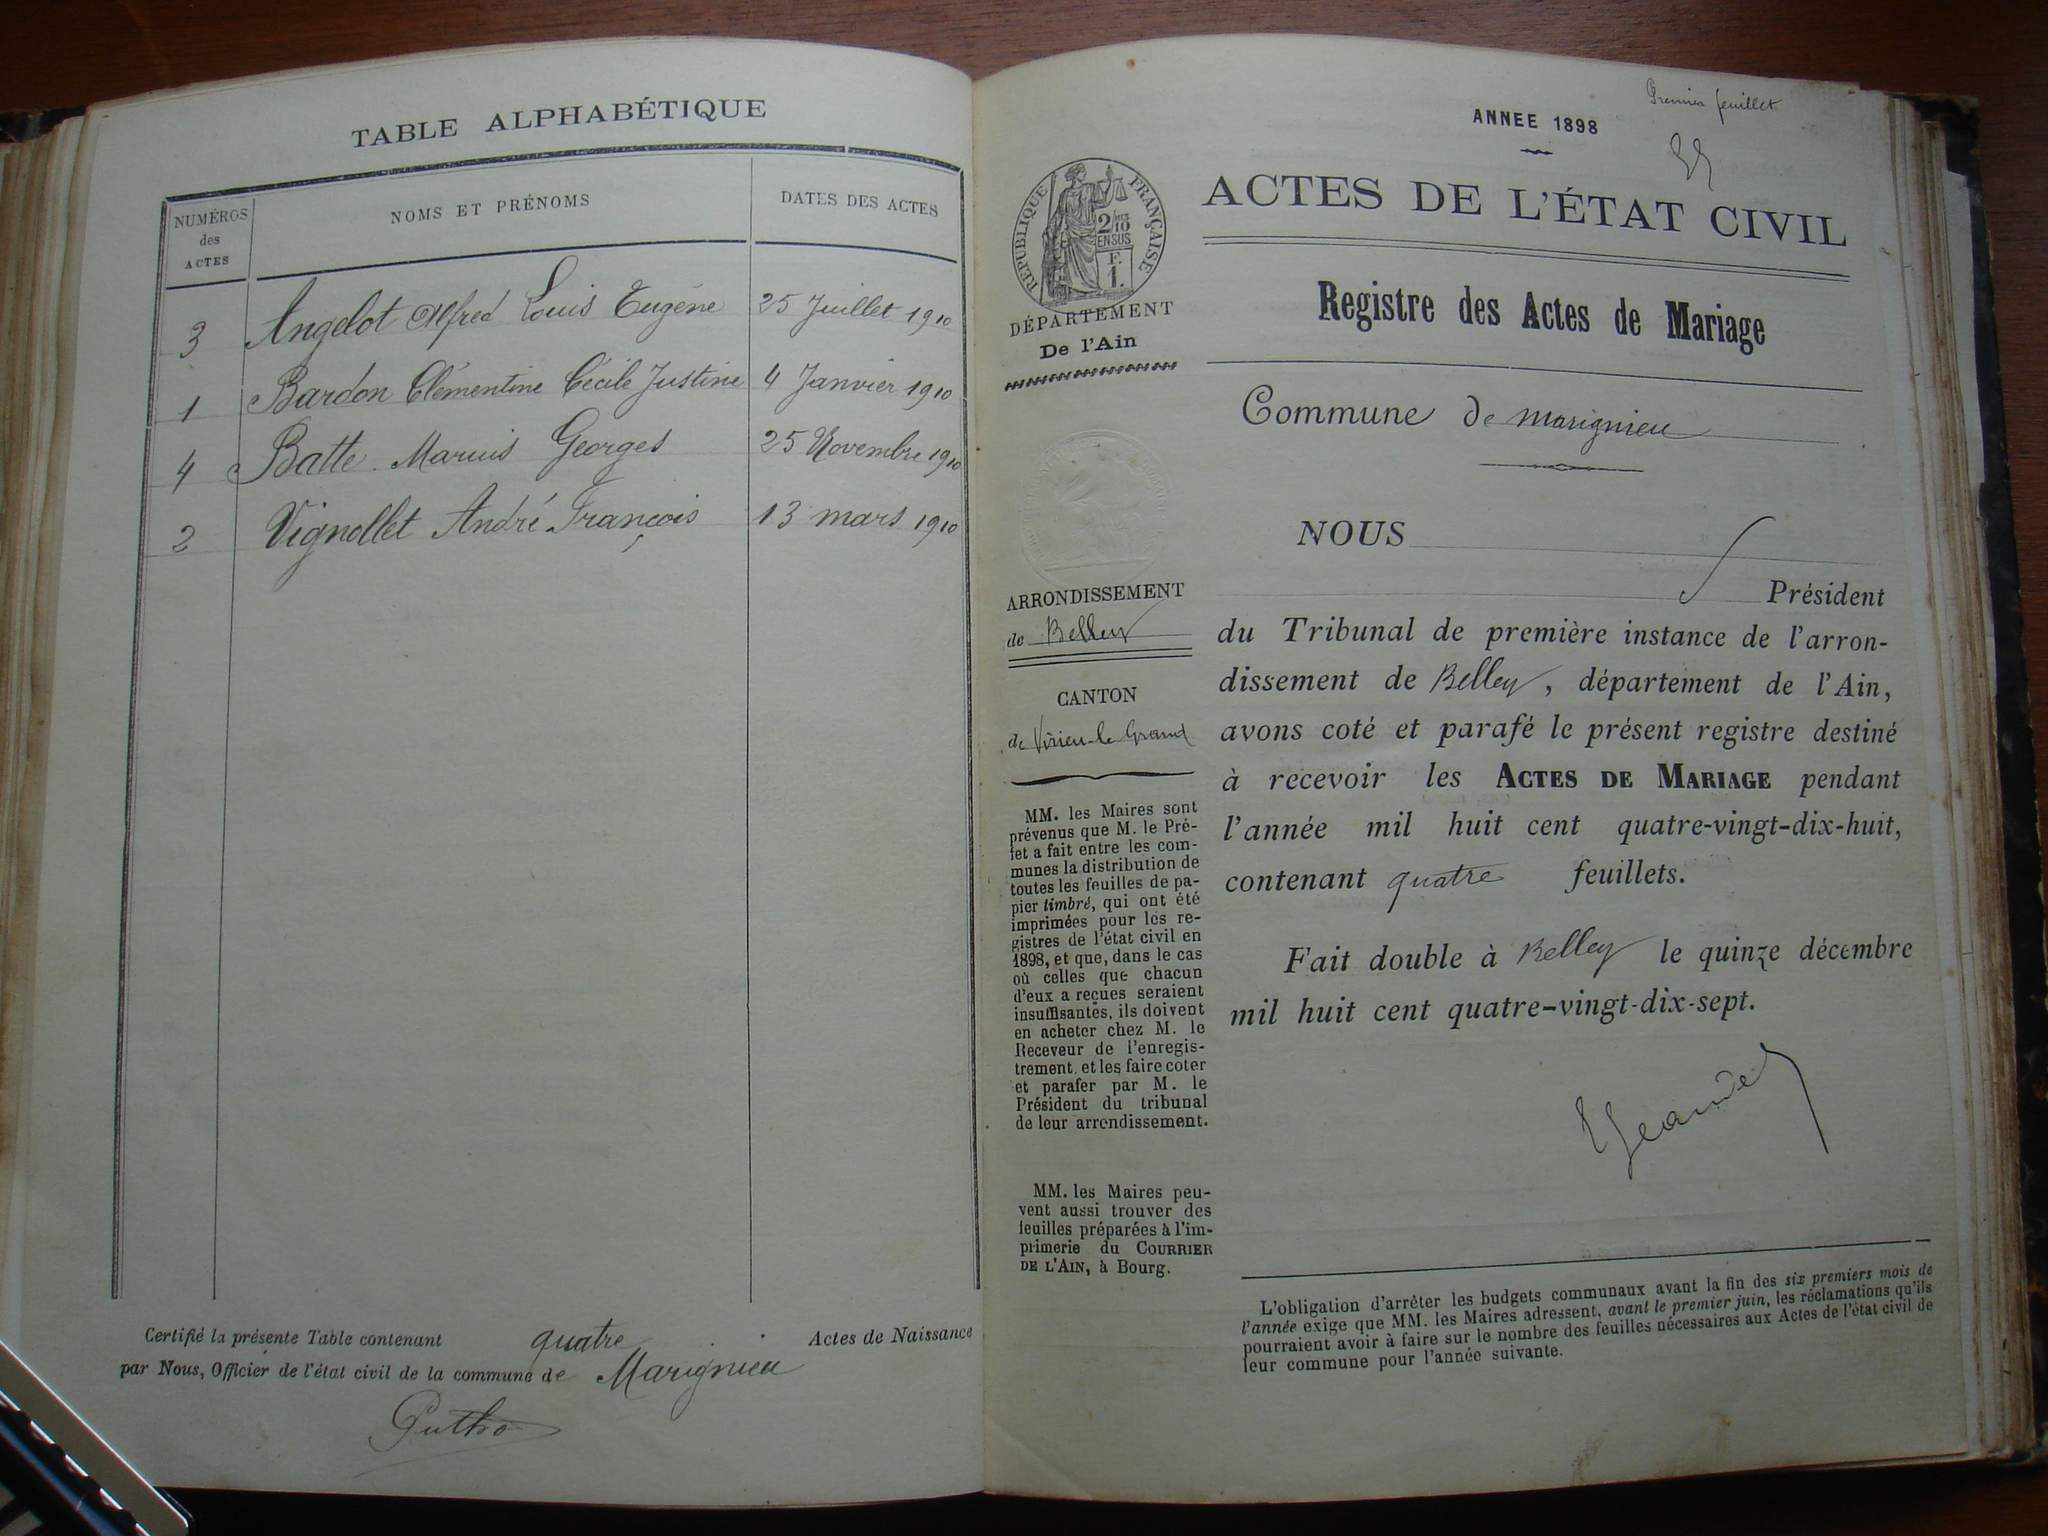 TABLE ALPHABÉTIQUE
NUMÉROS des ACTES
NOMS ET PRÉNOMS
DATES DES ACTES
3 Angelot Alfred Louis Eugène 25 Juillet 1910
1 Bardon Clémentine Cécile Justine 4 Janvier 1910
4 Batte Marius Georges 25 Novembre 1910
2 Vignollet André François 13 mars 1910
Certifié la présente Table contenant quatre Actes de Naissance
par Nous, Officier de l'état civil de la commune de Marignieu
Premier feuillet
ANNEE 1898
RÉPUBLIQUE FRANÇAISE
2/10 EN SUS
F. 1.
DÉPARTEMENT
De l'Ain
ARRONDISSEMENT
de Belley
CANTON
de Virieu-le-Grand
MM. les Maires sont
prévenus que M. le Pré-
fet a fait entre les com-
munes la distribution de
toutes les feuilles de pa-
pier timbré, qui ont été
imprimées pour les re-
gistres de l'état civil en
1898, et que, dans le cas
où celles que chacun
d'eux a reçues seraient
insuffisantes, ils doivent
en acheter chez M. le
Receveur de l'enregis-
trement, et les faire coter
et parafer par M. le
Président du tribunal
de leur arrondissement.
MM. les Maires peu-
vent aussi trouver des
feuilles préparées à l'im-
primerie du COURRIER
DE L'AIN, à Bourg.
ACTES DE L'ÉTAT CIVIL
Registre des Actes de Mariage
Commune de Marignieu
NOUS
Président
du Tribunal de première instance de l'arron-
dissement de Belley, département de l'Ain,
avons coté et parafé le présent registre destiné
à recevoir les ACTES DE MARIAGE pendant
l'année mil huit cent quatre-vingt-dix-huit,
contenant quatre feuillets.
Fait double à Belley le quinze décembre
mil huit cent quatre-vingt-dix-sept.
L'obligation d'arrêter les budgets communaux avant la fin des six premiers mois de
l'année exige que MM. les Maires adressent, avant le premier juin, les réclamations qu'ils
pourraient avoir à faire sur le nombre des feuilles nécessaires aux Actes de l'état civil de
leur commune pour l'année suivante.